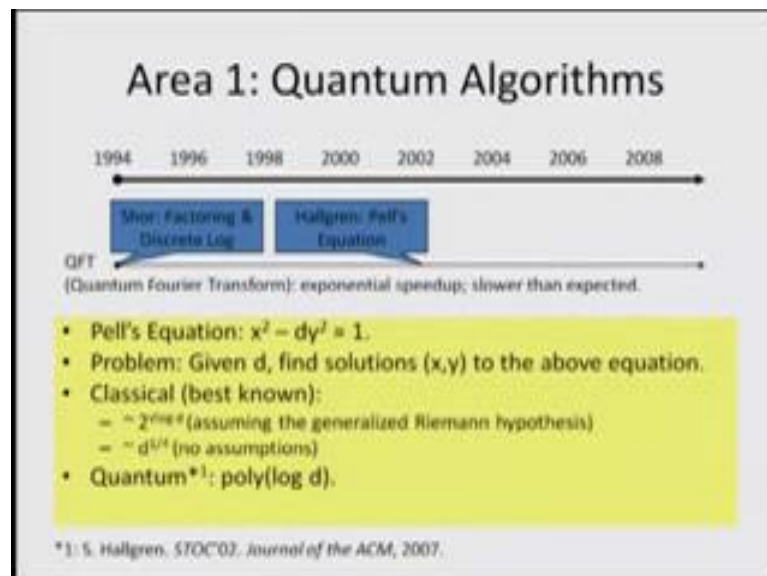 Area 1: Quantum Algorithms
1994 1996 1998 2000 2002 2004 2006 2008
Shor: Factoring & Hallgren: Pell's
Discrete Log Equation
QFT
(Quantum Fourier Transform): exponential speedup; slower than expected.
• Pell's Equation: x² – dy² = 1.
• Problem: Given d, find solutions (x,y) to the above equation.
• Classical (best known):
– ~ 2^√log d (assuming the generalized Riemann hypothesis)
– ~ d^1/4 (no assumptions)
• Quantum*¹: poly(log d).
*1: S. Hallgren. STOC'02. Journal of the ACM, 2007.